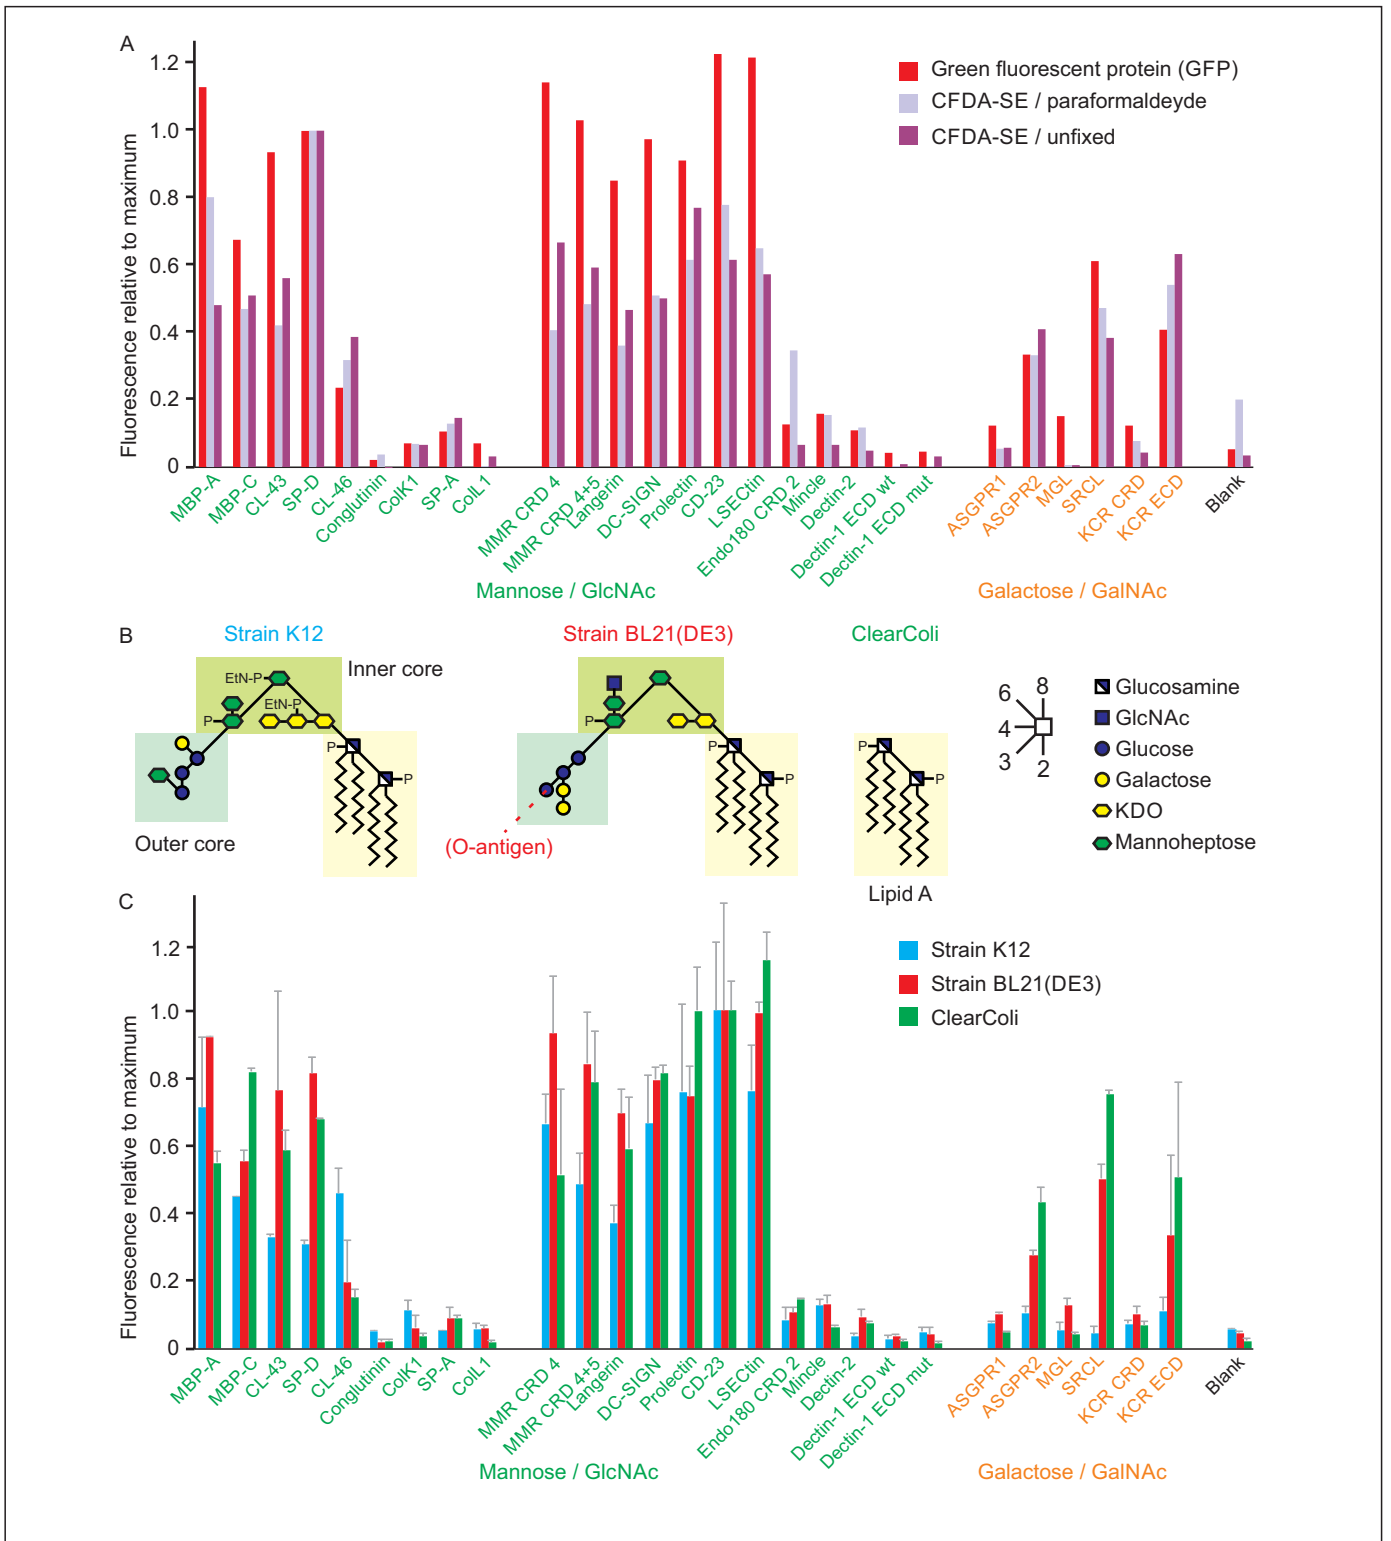 A
Fluorescence relative to maximum
1.2
1.0
0.8
0.6
0.4
0.2
0
Green fluorescent protein (GFP)
CFDA-SE / paraformaldeyde
CFDA-SE / unfixed
MBP-A
MBP-C
CL-43
SP-D
CL-46
Conglutinin
ColK1
SP-A
ColL1
MMR CRD 4
MMR CRD 4+5
Langerin
DC-SIGN
Prolectin
CD-23
LSECtin
Endo180 CRD 2
Mincle
Dectin-2
Dectin-1 ECD wt
Dectin-1 ECD mut
ASGPR1
ASGPR2
MGL
SRCL
KCR CRD
KCR ECD
Blank
Mannose / GlcNAc
Galactose / GalNAc
B
Strain K12
Strain BL21(DE3)
ClearColi
Inner core
EtN-P
EtN-P
P
P
P
Outer core
P
P
P
(O-antigen)
P
P
Lipid A
6
8
4
3
2
Glucosamine
GlcNAc
Glucose
Galactose
KDO
Mannoheptose
C
Fluorescence relative to maximum
1.2
1.0
0.8
0.6
0.4
0.2
0
Strain K12
Strain BL21(DE3)
ClearColi
MBP-A
MBP-C
CL-43
SP-D
CL-46
Conglutinin
ColK1
SP-A
ColL1
MMR CRD 4
MMR CRD 4+5
Langerin
DC-SIGN
Prolectin
CD-23
LSECtin
Endo180 CRD 2
Mincle
Dectin-2
Dectin-1 ECD wt
Dectin-1 ECD mut
ASGPR1
ASGPR2
MGL
SRCL
KCR CRD
KCR ECD
Blank
Mannose / GlcNAc
Galactose / GalNAc